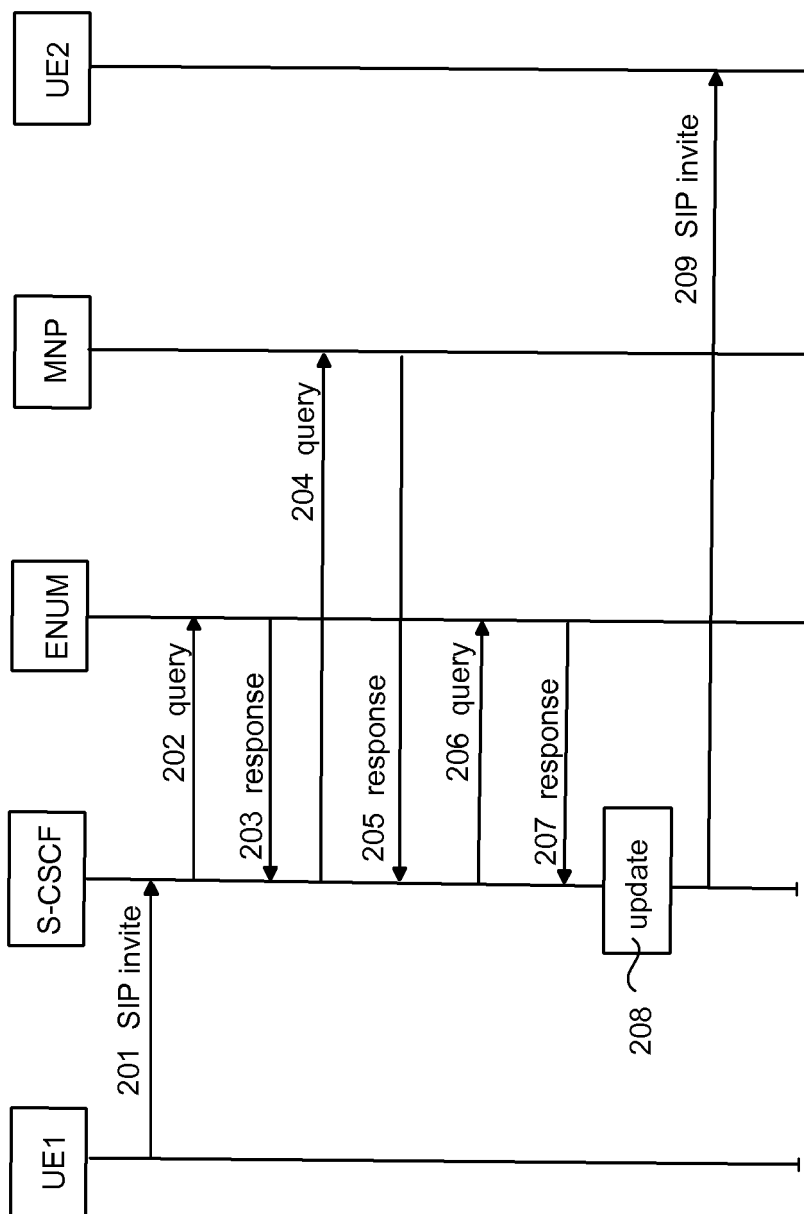 UE1
S-CSCF
ENUM
MNP
UE2
201 SIP invite
202 query
203 response
204 query
205 response
206 query
207 response
update
208
209 SIP invite